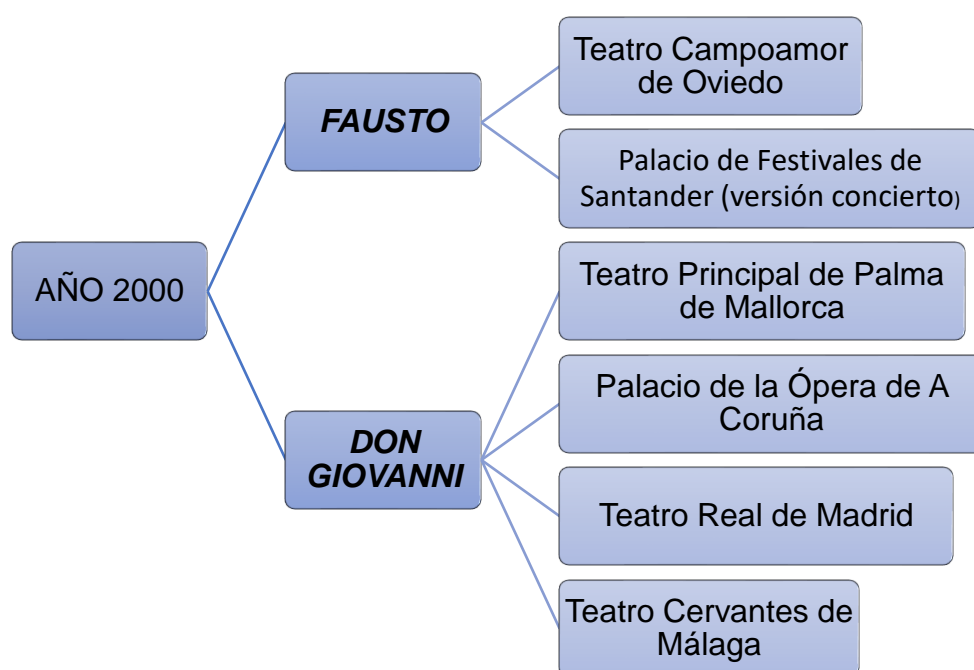 AÑO 2000
FAUSTO
Teatro Campoamor
de Oviedo
Palacio de Festivales de
Santander (versión concierto)
DON
GIOVANNI
Teatro Principal de Palma
de Mallorca
Palacio de la Ópera de A
Coruña
Teatro Real de Madrid
Teatro Cervantes de
Málaga